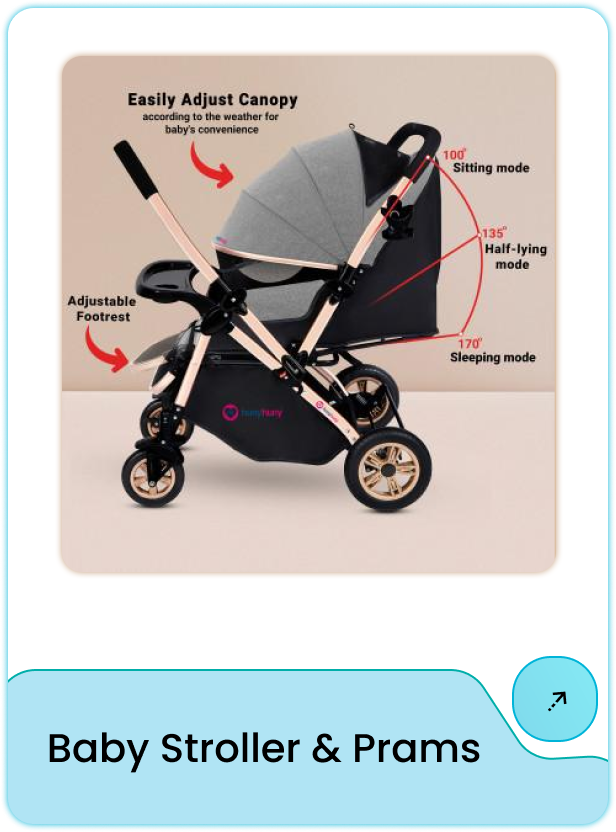 Easily Adjust Canopy
according to the weather for
baby's convenience
100°
Sitting mode
135°
Half-lying
mode
Adjustable
Footrest
170°
Sleeping mode
hunyHuny
Baby Stroller & Prams